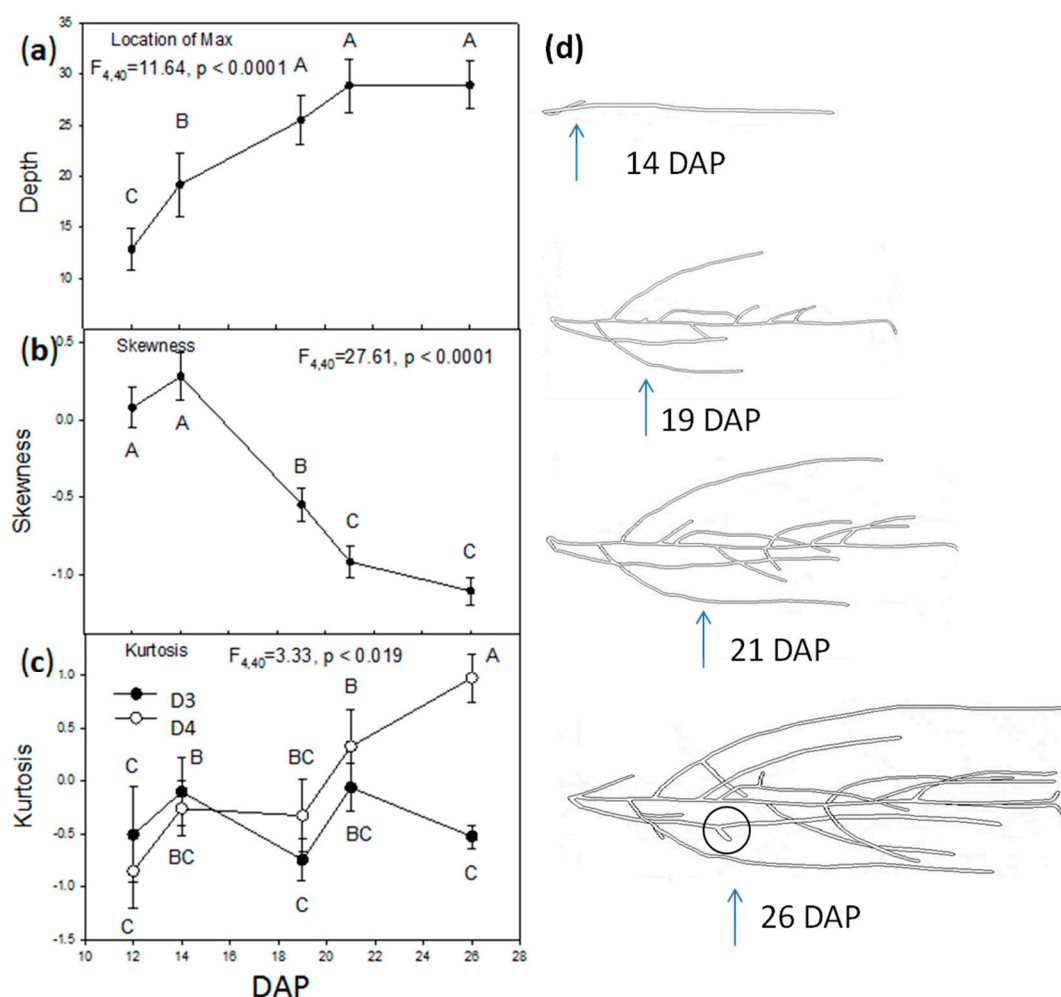 (a)
Location of Max
F4,40=11.64, p < 0.0001
Depth
35
30
25
20
15
10
C
B
A
A
A
(b)
Skewness
F4,40=27.61, p < 0.0001
Skewness
0.5
0.0
-0.5
-1.0
A
A
B
C
C
(c)
Kurtosis
F4,40=3.33, p < 0.019
D3
D4
Kurtosis
1.0
0.5
0.0
-0.5
-1.0
-1.5
C
C
B
BC
BC
C
B
BC
A
C
10 12 14 16 18 20 22 24 26 28
DAP
(d)
14 DAP
19 DAP
21 DAP
26 DAP